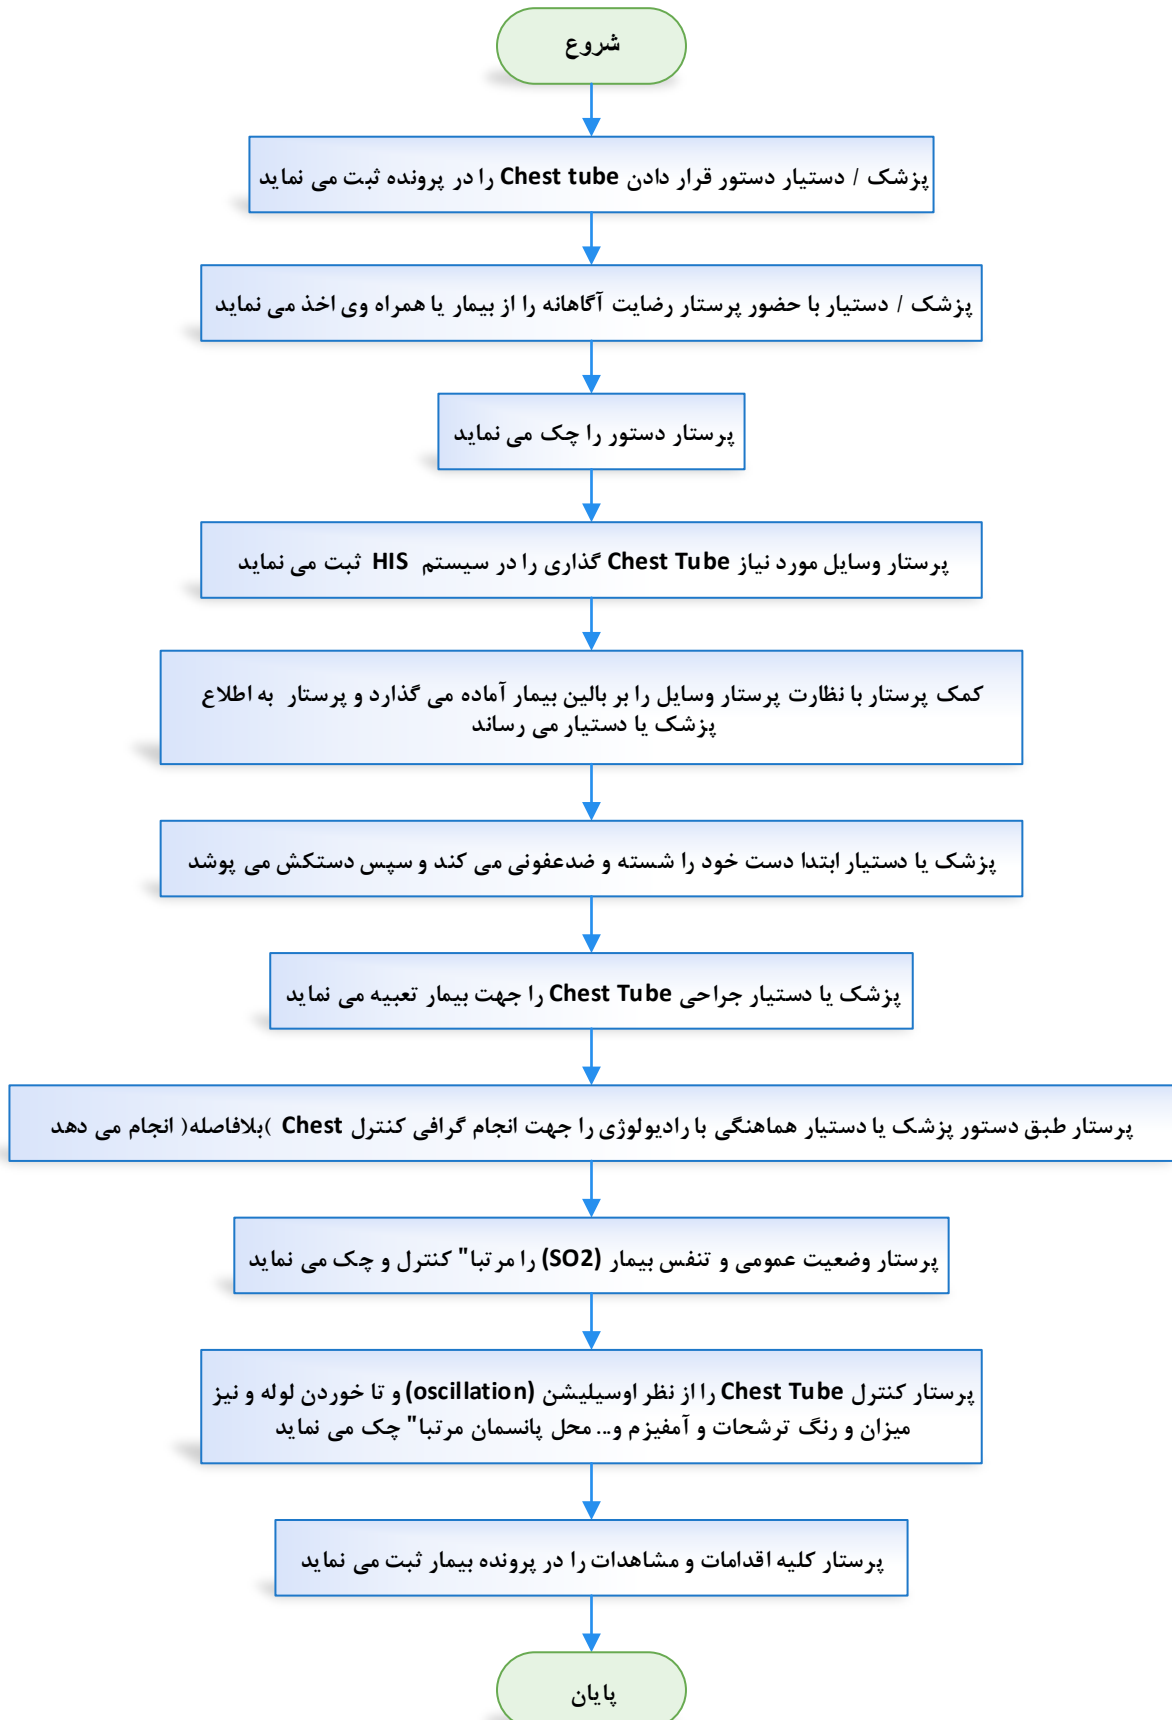 شروع
پزشک / دستیار دستور قرار دادن Chest tube را در پرونده ثبت می نماید
پزشک / دستیار با حضور پرستار رضایت آگاهانه را از بیمار یا همراه وی اخذ می نماید
پرستار دستور را چک می نماید
پرستار وسایل مورد نیاز Chest Tube گذاری را در سیستم HIS ثبت می نماید
کمک پرستار با نظارت پرستار وسایل را بر بالین بیمار آماده می گذارد و پرستار به اطلاع
پزشک یا دستیار می رساند
پزشک یا دستیار ابتدا دست خود را شسته و ضدعفونی می کند و سپس دستکش می پوشد
پزشک یا دستیار جراحی Chest Tube را جهت بیمار تعبیه می نماید
پرستار طبق دستور پزشک یا دستیار هماهنگی با رادیولوژی را جهت انجام گرافی کنترل Chest (بلافاصله) انجام می دهد
پرستار وضعیت عمومی و تنفس بیمار (SO2) را مرتبا" کنترل و چک می نماید
پرستار کنترل Chest Tube را از نظر اوسیلیشن (oscillation) و تا خوردن لوله و نیز
میزان و رنگ ترشحات و آمفیزم و... محل پانسمان مرتبا" چک می نماید
پرستار کلیه اقدامات و مشاهدات را در پرونده بیمار ثبت می نماید
پایان